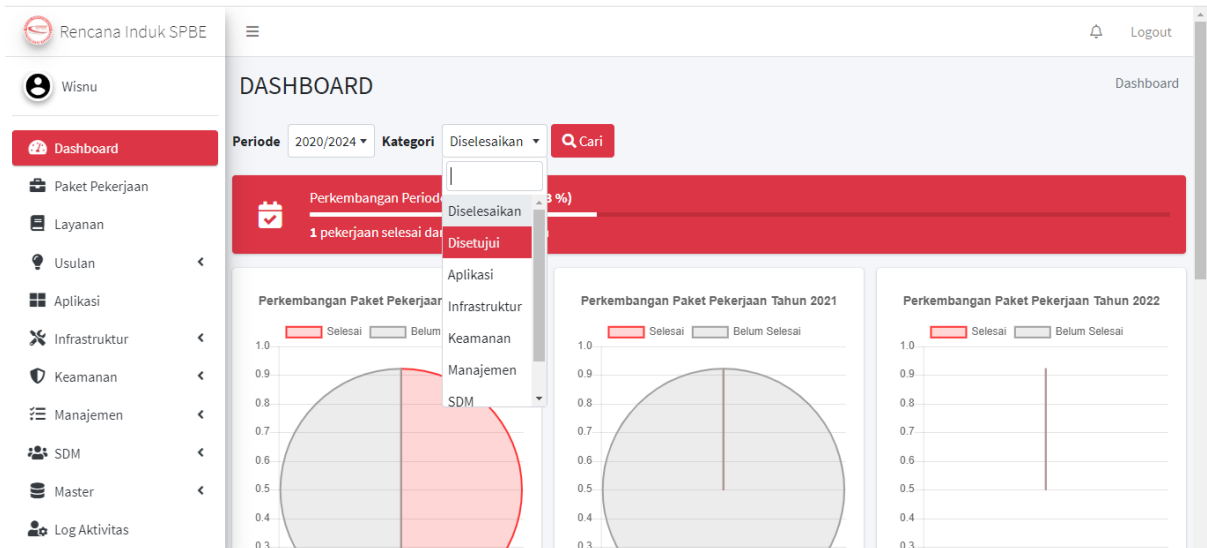 Rencana Induk SPBE
Logout
Wisnu
DASHBOARD
Dashboard
Periode 2020/2024 Kategori Diselesaikan Cari
Dashboard
Paket Pekerjaan
Layanan
Usulan
Aplikasi
Infrastruktur
Keamanan
Manajemen
SDM
Master
Log Aktivitas
Diselesaikan
Disetujui
Aplikasi
Infrastruktur
Keamanan
Manajemen
SDM
Perkembangan %)
1 pekerjaan selesai
Perkembangan Paket
Selesai
1.0
0.9
0.8
0.7
0.6
0.5
0.4
0.3
Perkembangan Paket Pekerjaan Tahun 2021
Selesai Belum Selesai
1.0
0.9
0.8
0.7
0.6
0.5
0.4
0.3
Perkembangan Paket Pekerjaan Tahun 2022
Selesai Belum Selesai
1.0
0.9
0.8
0.7
0.6
0.5
0.4
0.3